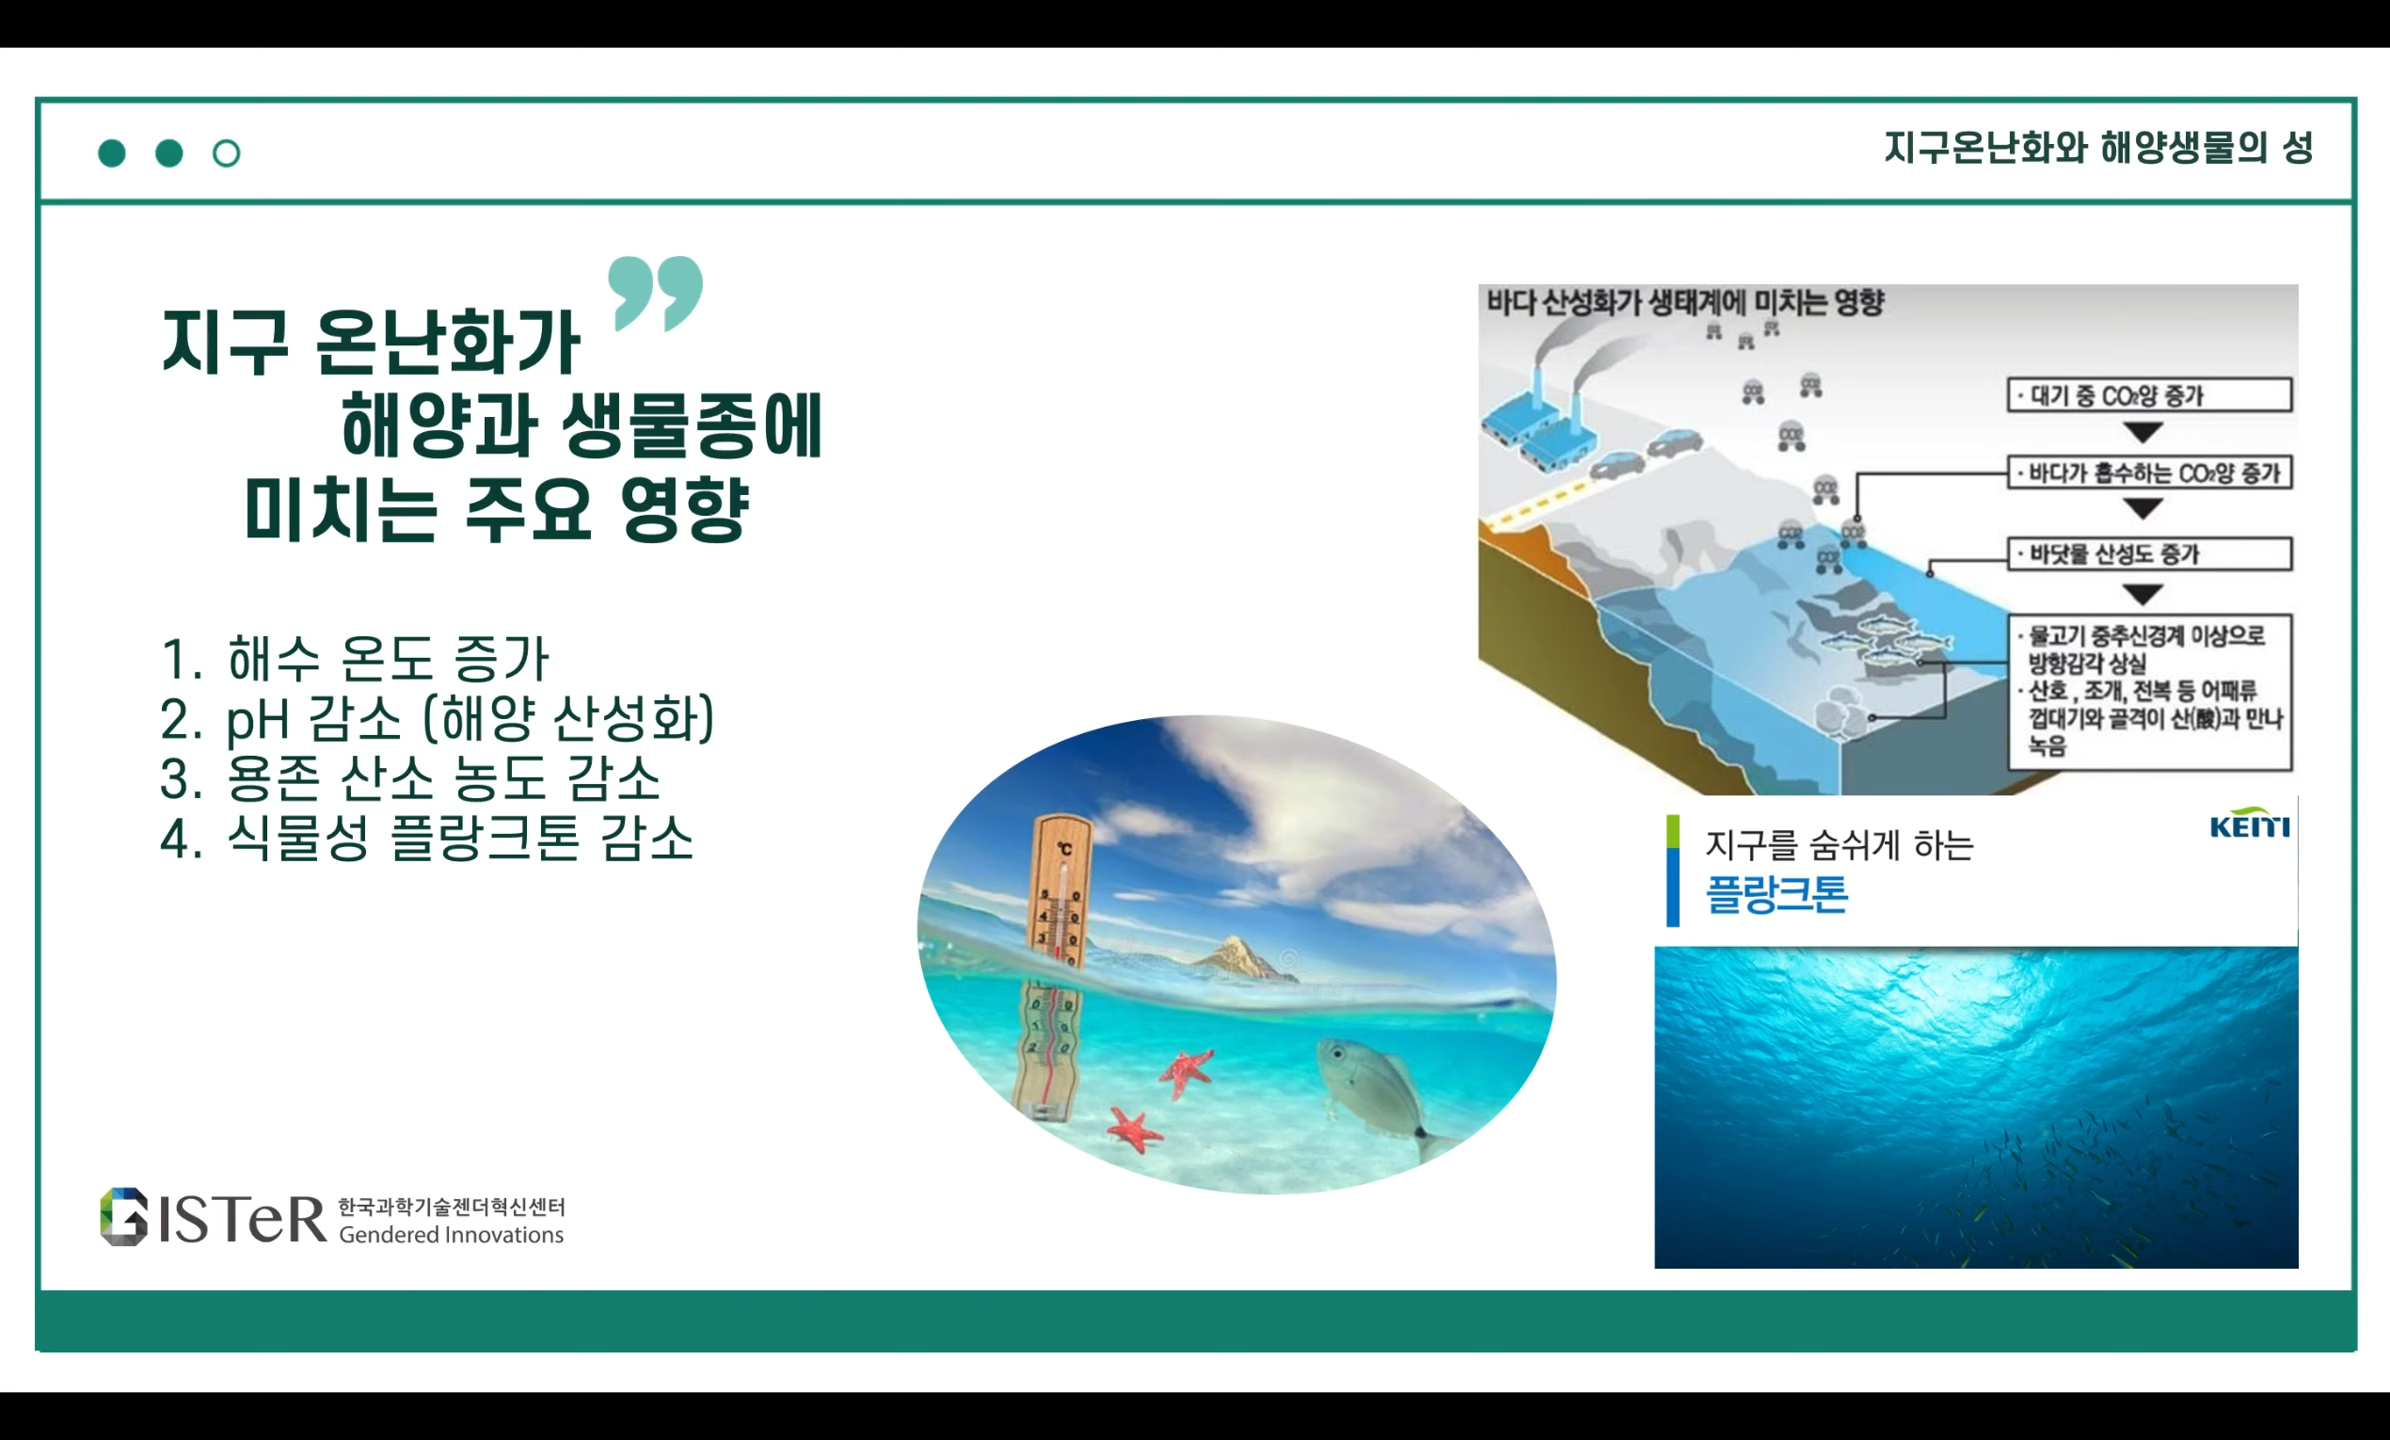 지구온난화와 해양생물의 성
지구 온난화가
해양과 생물종에
미치는 주요 영향
1. 해수 온도 증가
2. pH 감소 (해양 산성화)
3. 용존 산소 농도 감소
4. 식물성 플랑크톤 감소
바다 산성화가 생태계에 미치는 영향
CO2
CO2
CO2
CO2
CO2
CO2
CO2
· 대기 중 CO₂양 증가
· 바다가 흡수하는 CO₂양 증가
· 바닷물 산성도 증가
· 물고기 중추신경계 이상으로
방향감각 상실
· 산호, 조개, 전복 등 어패류
껍대기와 골격이 산(酸)과 만나
녹음
°C
지구를 숨쉬게 하는
플랑크톤
KEITI
GISTeR 한국과학기술젠더혁신센터
Gendered Innovations